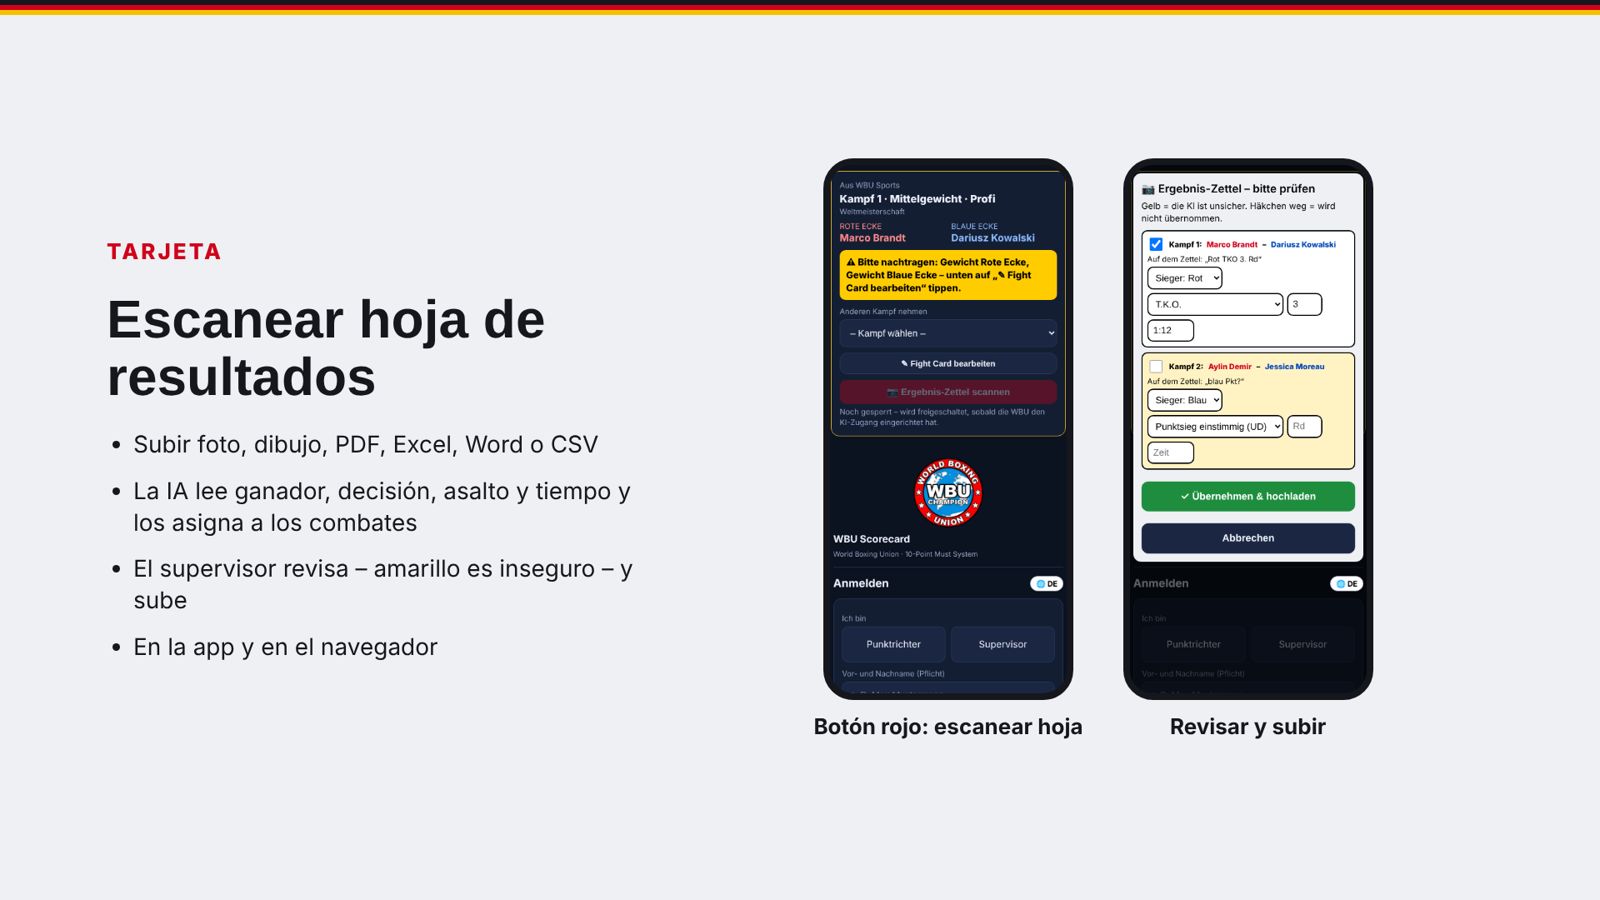 TARJETA
Escanear hoja de
resultados
• Subir foto, dibujo, PDF, Excel, Word o CSV
• La IA lee ganador, decisión, asalto y tiempo y
los asigna a los combates
• El supervisor revisa – amarillo es inseguro – y
sube
• En la app y en el navegador
Aus WBU Sports
Kampf 1 · Mittelgewicht · Profi
Weltmeisterschaft
ROTE ECKE BLAUE ECKE
Marco Brandt Dariusz Kowalski
⚠ Bitte nachtragen: Gewicht Rote Ecke,
Gewicht Blaue Ecke – unten auf „✎ Fight
Card bearbeiten“ tippen.
Anderen Kampf nehmen
– Kampf wählen –
✎ Fight Card bearbeiten
📷 Ergebnis-Zettel scannen
Noch gesperrt – wird freigeschaltet, sobald die WBU den
KI-Zugang eingerichtet hat.
WORLD BOXING
WBU
CHAMPION
UNION
WBU Scorecard
World Boxing Union · 10-Point Must System
Anmelden 🌐 DE
Ich bin
Punktrichter Supervisor
Vor- und Nachname (Pflicht)
Botón rojo: escanear hoja
📷 Ergebnis-Zettel – bitte prüfen
Gelb = die KI ist unsicher. Häkchen weg = wird
nicht übernommen.
Kampf 1: Marco Brandt – Dariusz Kowalski
Auf dem Zettel: „Rot TKO 3. Rd“
Sieger: Rot
T.K.O. 3
1:12
Kampf 2: Aylin Demir – Jessica Moreau
Auf dem Zettel: „blau Pkt?“
Sieger: Blau
Punktsieg einstimmig (UD) Rd
Zeit
✓ Übernehmen & hochladen
Abbrechen
Anmelden 🌐 DE
Ich bin
Punktrichter Supervisor
Vor- und Nachname (Pflicht)
Revisar y subir